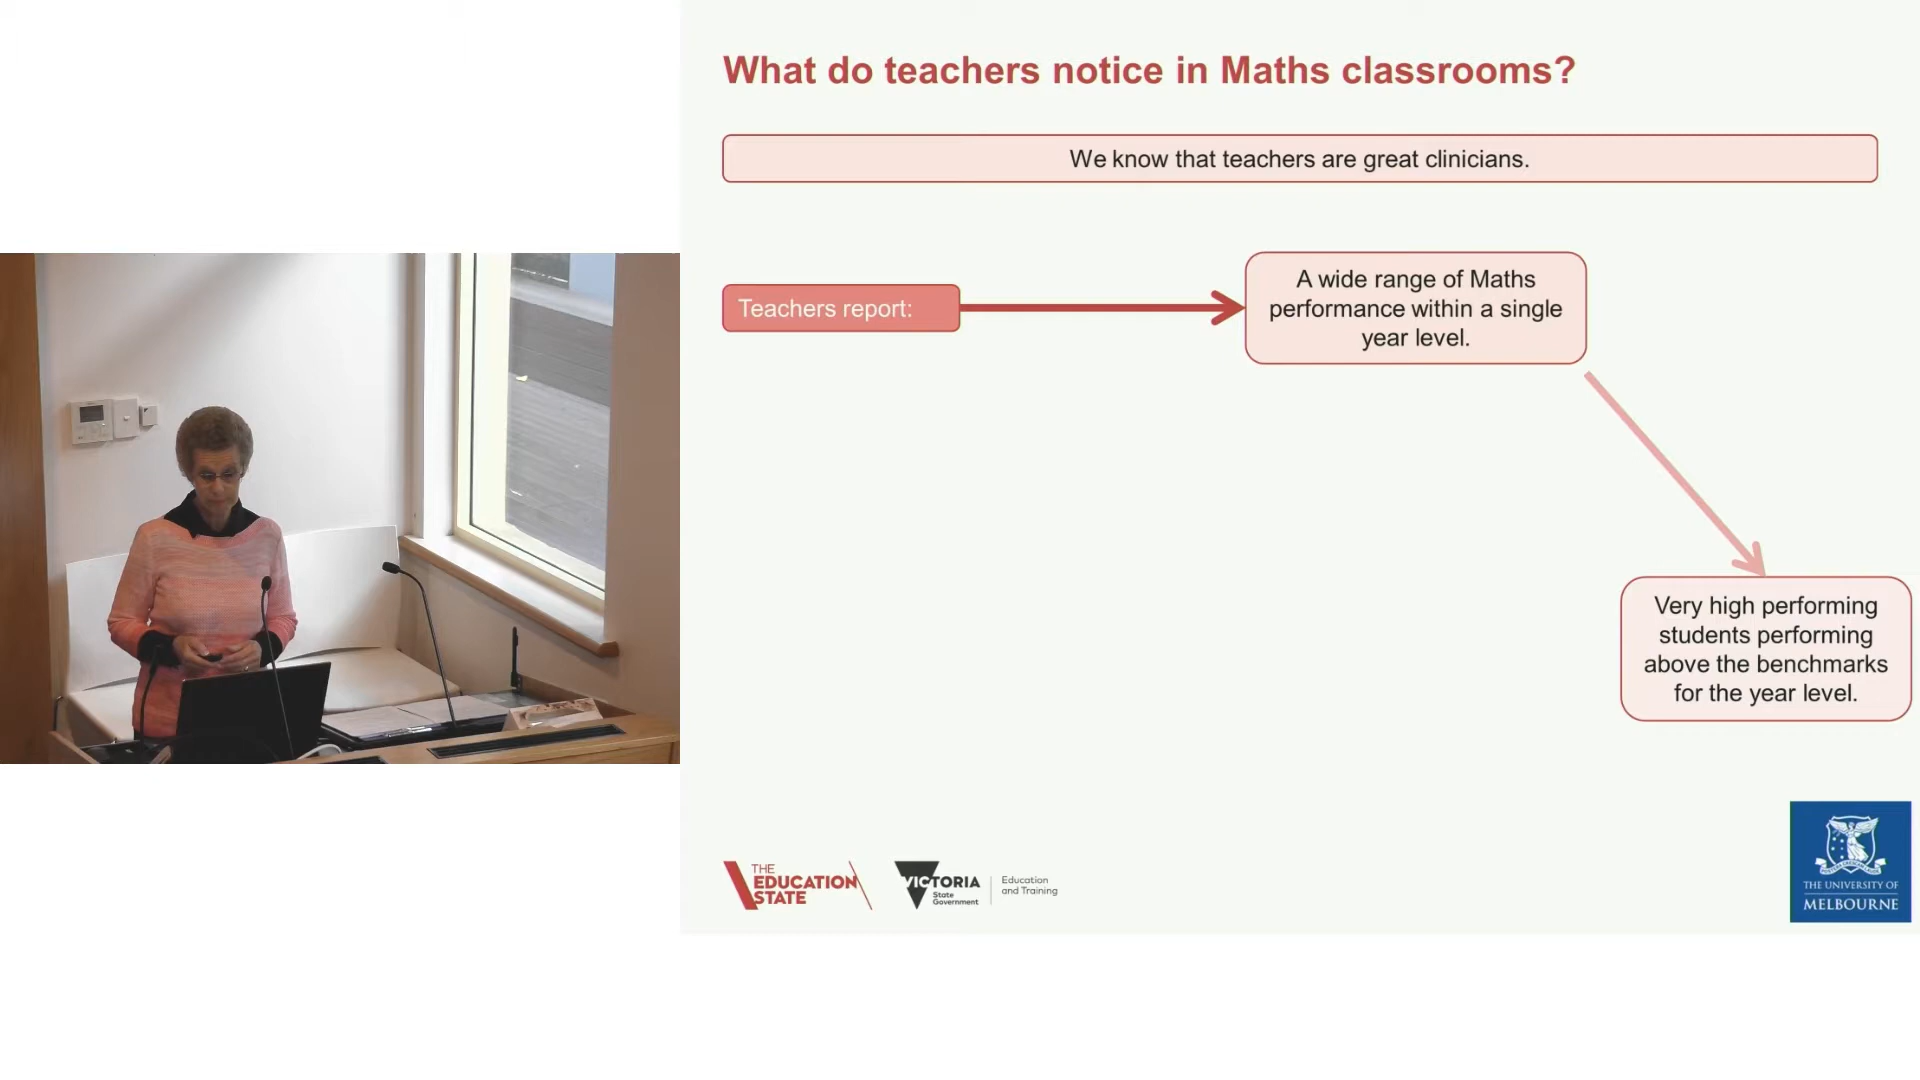 What do teachers notice in Maths classrooms?
We know that teachers are great clinicians.
Teachers report:
A wide range of Maths
performance within a single
year level.
Very high performing
students performing
above the benchmarks
for the year level.
THE
EDUCATION
STATE
VICTORIA
State
Government
Education
and Training
THE UNIVERSITY OF
MELBOURNE